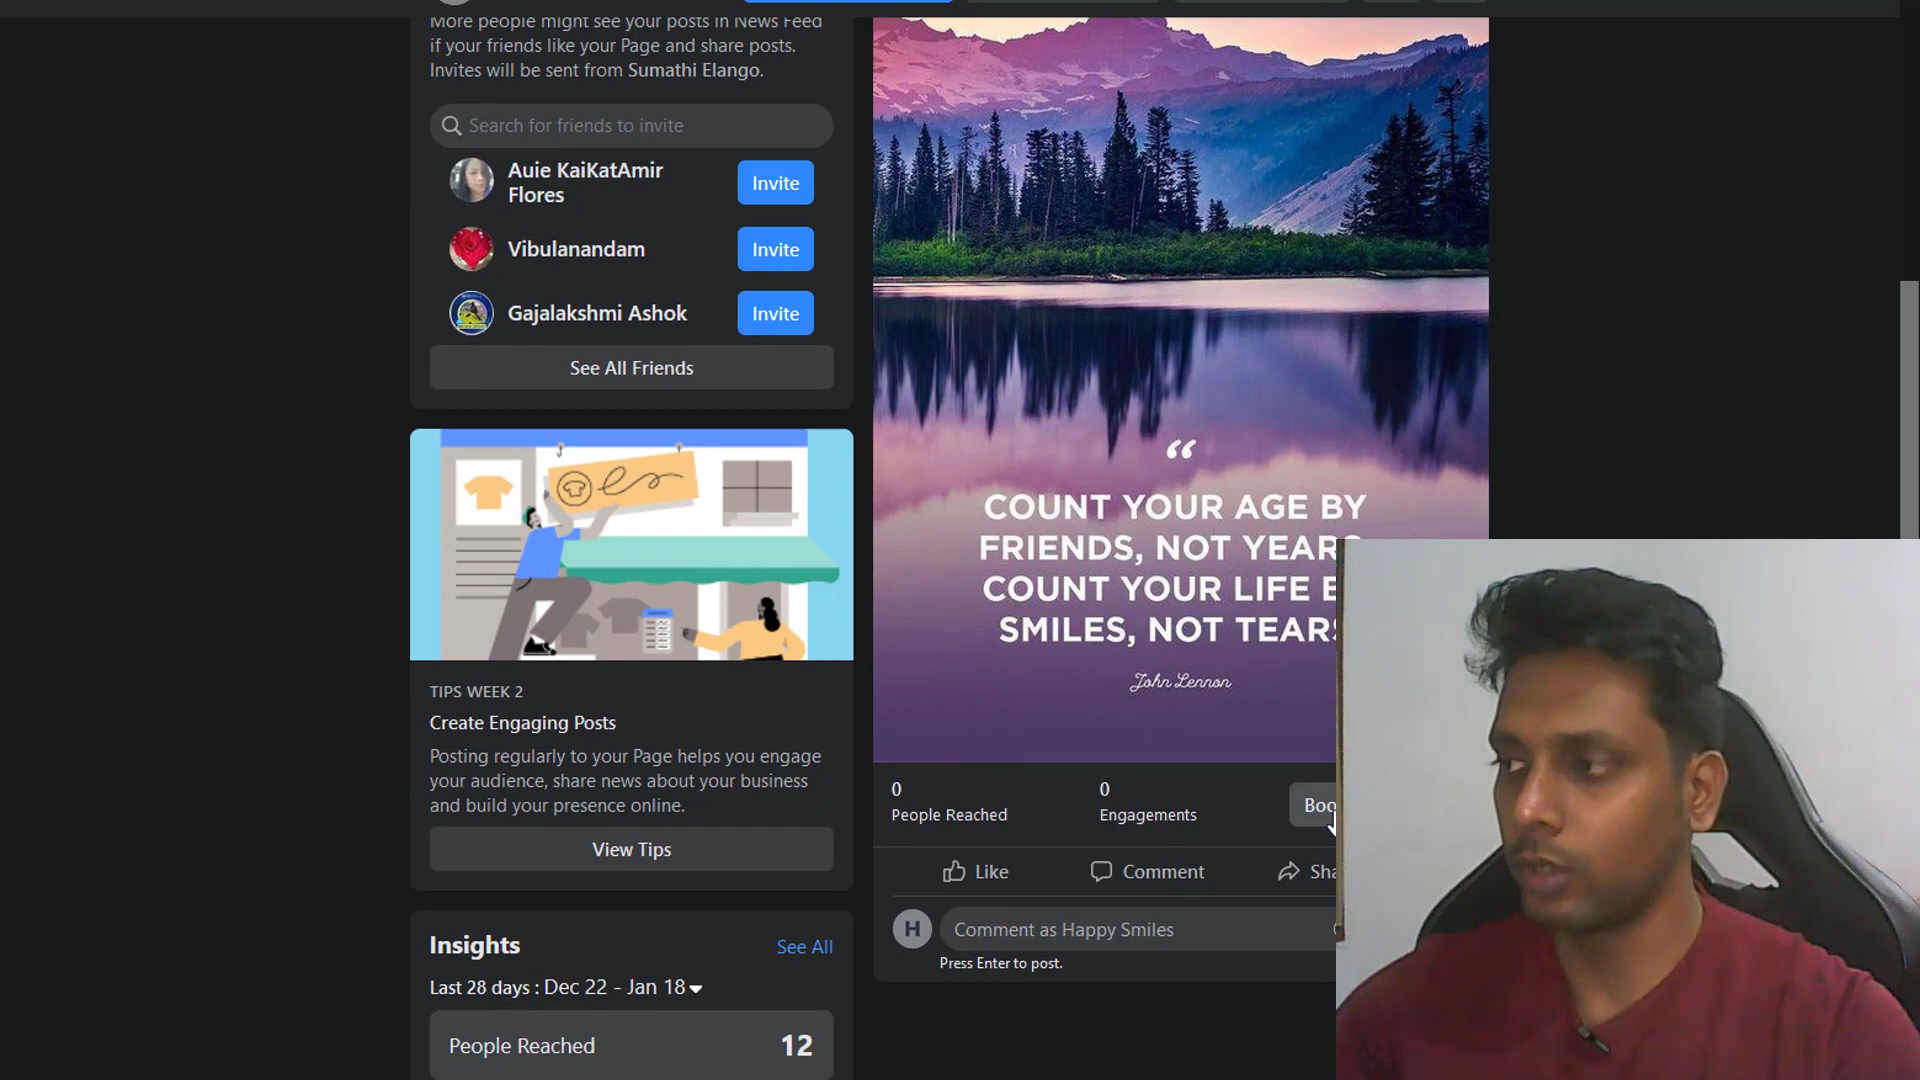 More people might see your posts in News Feed
if your friends like your Page and share posts.
Invites will be sent from Sumathi Elango.
Search for friends to invite
Auie KaiKatAmir
Flores
Invite
Vibulanandam
Invite
Gajalakshmi Ashok
Invite
See All Friends
TIPS WEEK 2
Create Engaging Posts
Posting regularly to your Page helps you engage
your audience, share news about your business
and build your presence online.
View Tips
Insights
See All
Last 28 days : Dec 22 - Jan 18
People Reached
12
“
COUNT YOUR AGE BY
FRIENDS, NOT YEARS
COUNT YOUR LIFE
SMILES, NOT TEARS
John Lennon
0
People Reached
0
Engagements
Like
Comment
H
Comment as Happy Smiles
Press Enter to post.